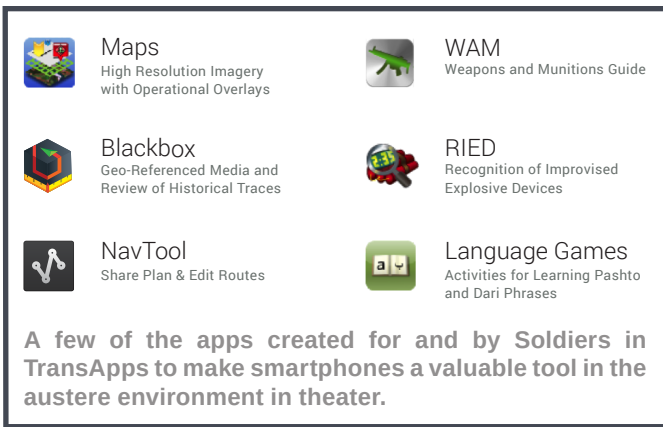 Maps
High Resolution Imagery
with Operational Overlays
WAM
Weapons and Munitions Guide
Blackbox
Geo-Referenced Media and
Review of Historical Traces
2:35
RIED
Recognition of Improvised
Explosive Devices
NavTool
Share Plan & Edit Routes
a ب
Language Games
Activities for Learning Pashto
and Dari Phrases
A few of the apps created for and by Soldiers in
TransApps to make smartphones a valuable tool in the
austere environment in theater.